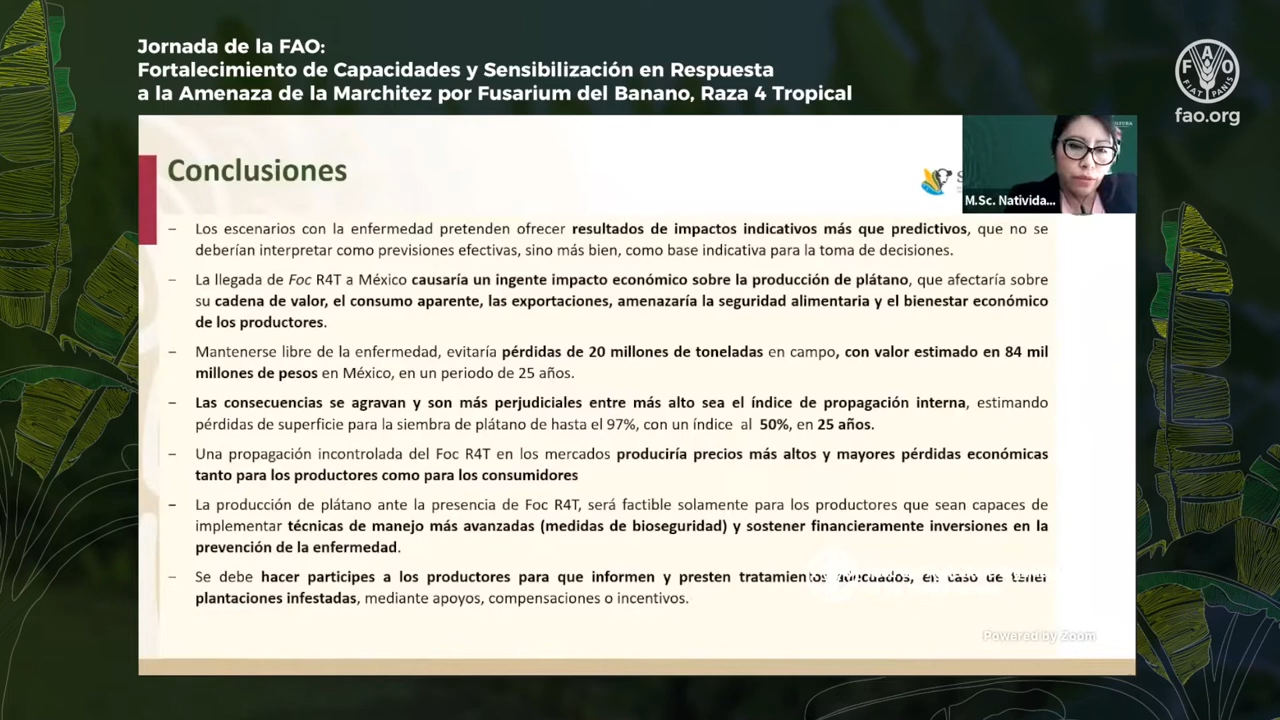 Jornada de la FAO:
Fortalecimiento de Capacidades y Sensibilización en Respuesta
a la Amenaza de la Marchitez por Fusarium del Banano, Raza 4 Tropical
F A O
FIAT PANIS
fao.org
Conclusiones
M.Sc. Nativida...
– Los escenarios con la enfermedad pretenden ofrecer resultados de impactos indicativos más que predictivos, que no se
deberían interpretar como previsiones efectivas, sino más bien, como base indicativa para la toma de decisiones.
– La llegada de Foc R4T a México causaría un ingente impacto económico sobre la producción de plátano, que afectaría sobre
su cadena de valor, el consumo aparente, las exportaciones, amenazaría la seguridad alimentaria y el bienestar económico
de los productores.
– Mantenerse libre de la enfermedad, evitaría pérdidas de 20 millones de toneladas en campo, con valor estimado en 84 mil
millones de pesos en México, en un periodo de 25 años.
– Las consecuencias se agravan y son más perjudiciales entre más alto sea el índice de propagación interna, estimando
pérdidas de superficie para la siembra de plátano de hasta el 97%, con un índice al 50%, en 25 años.
– Una propagación incontrolada del Foc R4T en los mercados produciría precios más altos y mayores pérdidas económicas
tanto para los productores como para los consumidores
– La producción de plátano ante la presencia de Foc R4T, será factible solamente para los productores que sean capaces de
implementar técnicas de manejo más avanzadas (medidas de bioseguridad) y sostener financieramente inversiones en la
prevención de la enfermedad.
– Se debe hacer participes a los productores para que informen y presten tratamientos adecuados, en caso de tener
plantaciones infestadas, mediante apoyos, compensaciones o incentivos.
Powered by Zoom